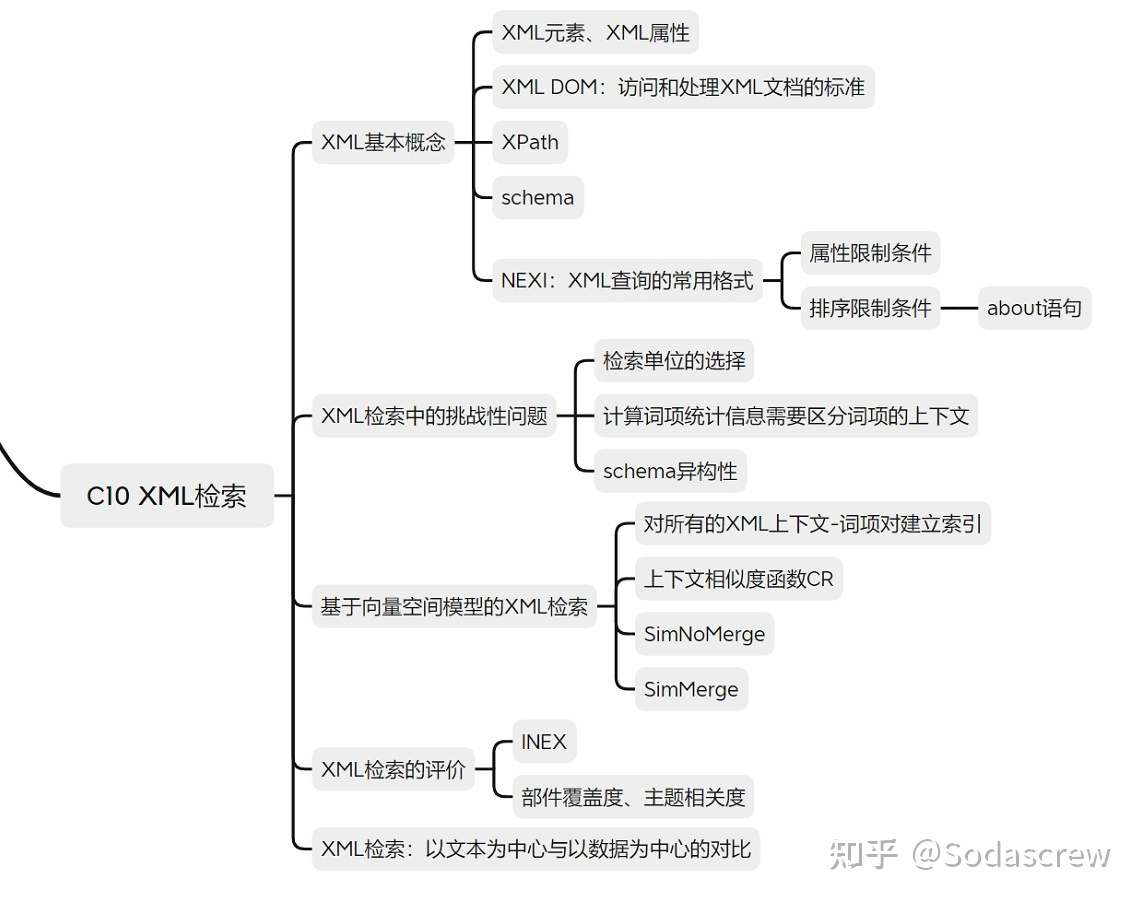 C10 XML检索
XML基本概念
XML元素、XML属性
XML DOM：访问和处理XML文档的标准
XPath
schema
NEXI：XML查询的常用格式
属性限制条件
排序限制条件
about语句
XML检索中的挑战性问题
检索单位的选择
计算词项统计信息需要区分词项的上下文
schema异构性
基于向量空间模型的XML检索
对所有的XML上下文-词项对建立索引
上下文相似度函数CR
SimNoMerge
SimMerge
XML检索的评价
INEX
部件覆盖度、主题相关度
XML检索：以文本为中心与以数据为中心的对比
知乎 @Sodascrew